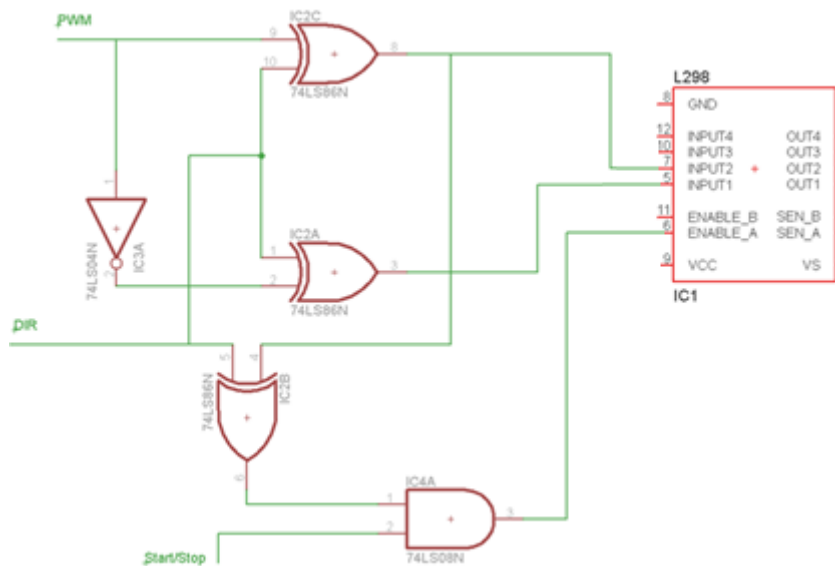 PWM
IC2C
9
8
10
74LS86N
L298
8
GND
12
INPUT4
OUT4
10
INPUT3
OUT3
7
INPUT2
OUT2
5
INPUT1
OUT1
11
ENABLE_B
SEN_B
6
ENABLE_A
SEN_A
9
VCC
VS
IC1
1
74LS04N
IC3A
2
IC2A
1
3
2
74LS86N
DIR
5
4
74LS86N
IC2B
6
IC4A
1
3
2
74LS08N
Start/Stop